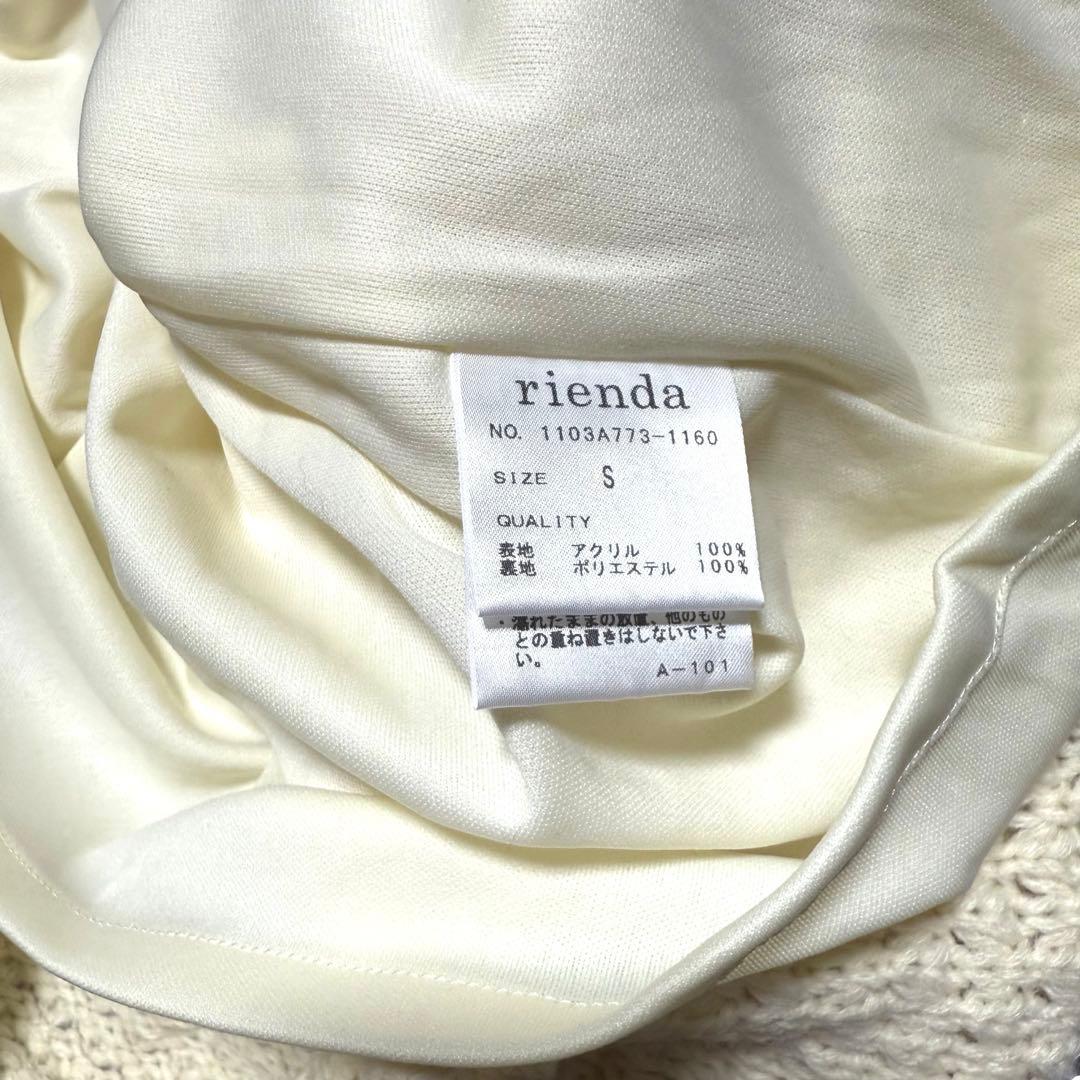 rienda
NO. 1103A773-1160
SIZE S
QUALITY
表地 アクリル 100%
裏地 ポリエステル 100%
・濡れたままの放置、他のもの
との重ね置きはしないで下さ
い。
A-101